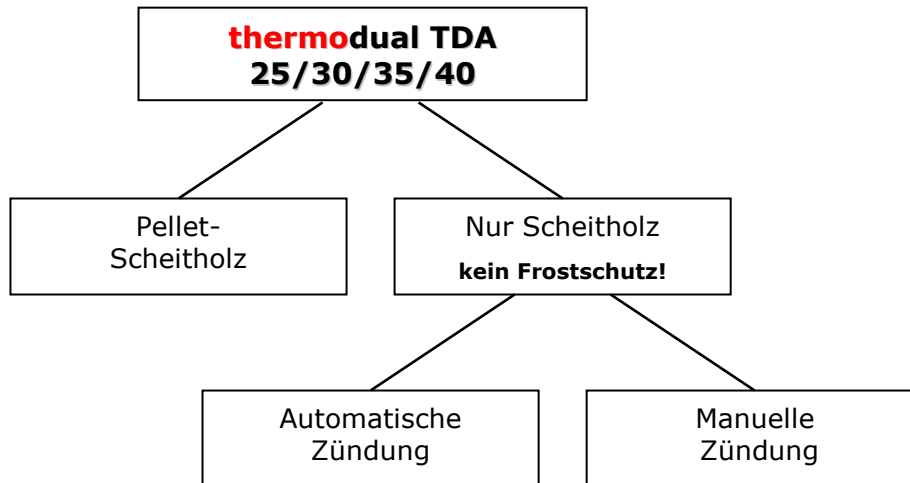 thermodual TDA
25/30/35/40
Pellet-
Scheitholz
Nur Scheitholz
kein Frostschutz!
Automatische
Zündung
Manuelle
Zündung